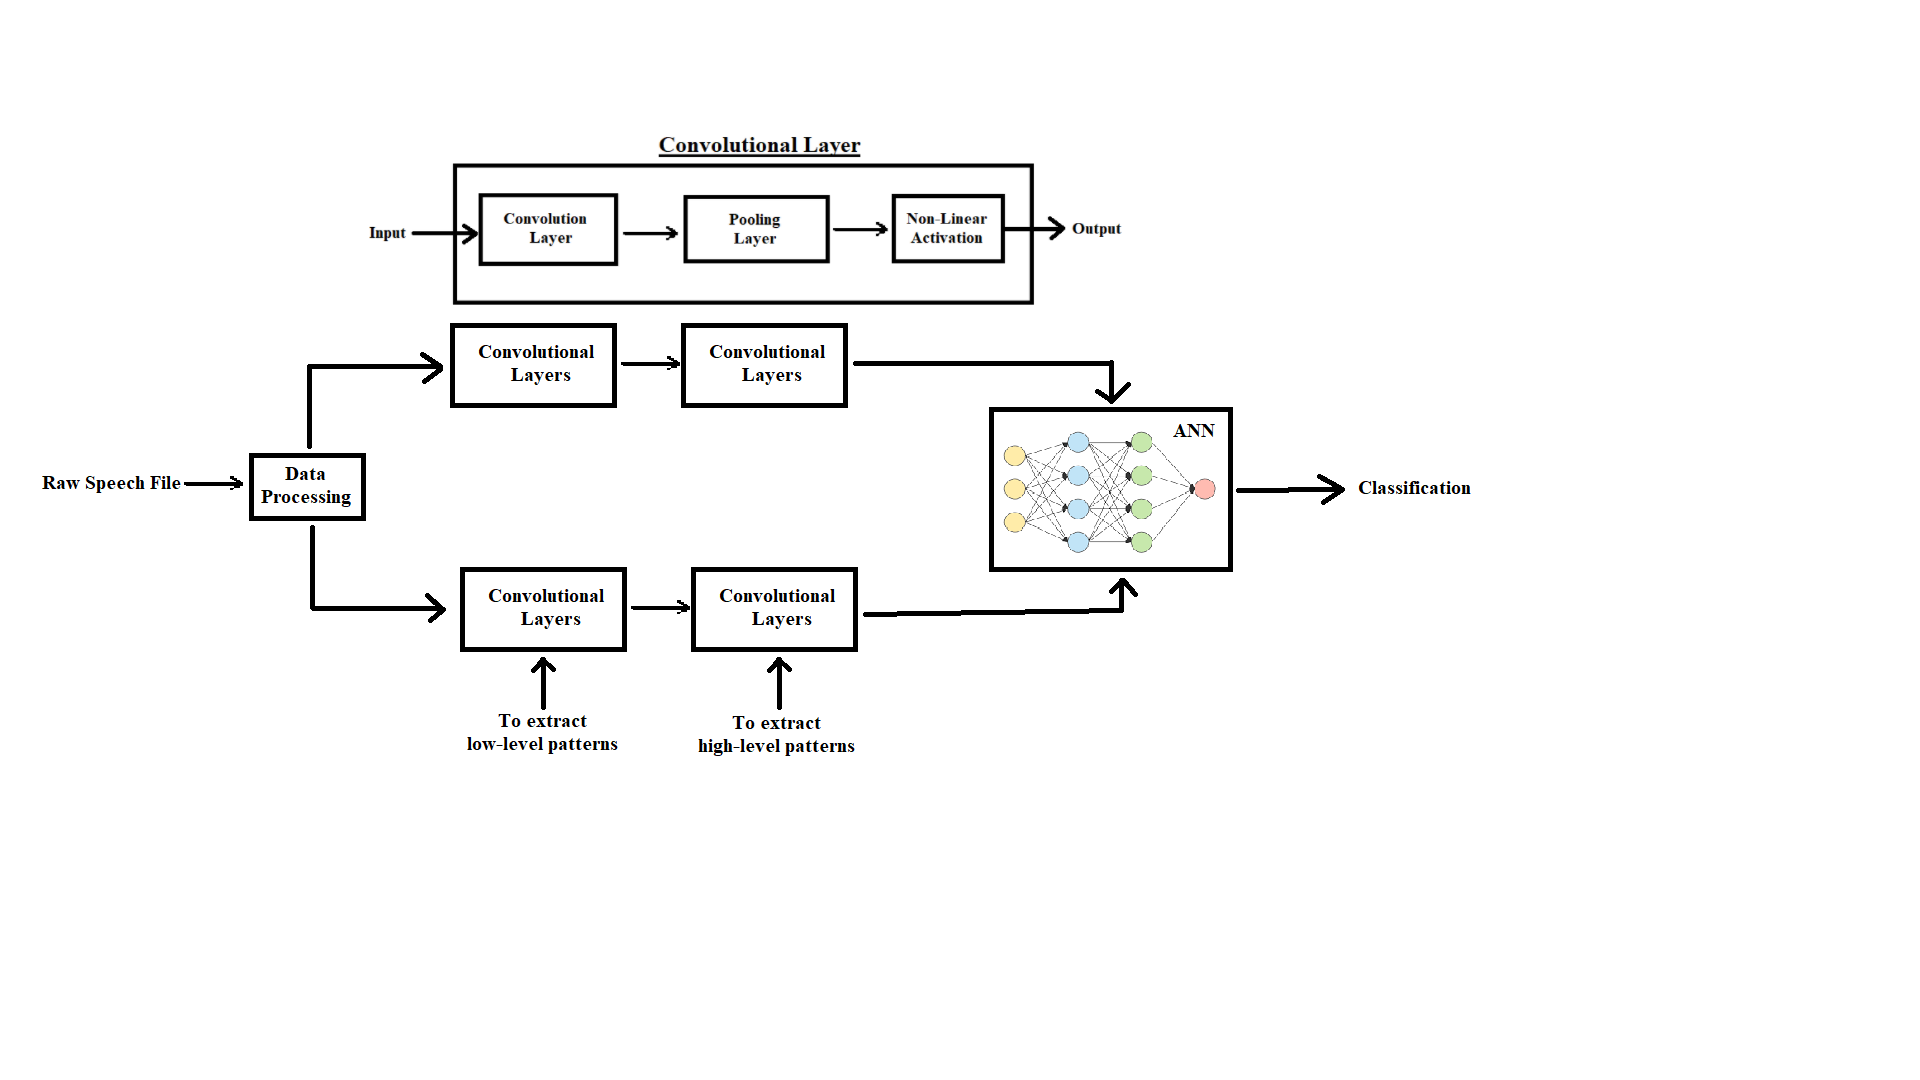 Convolutional Layer
Input
Convolution
Layer
Pooling
Layer
Non-Linear
Activation
Output
Convolutional
Layers
Convolutional
Layers
ANN
Raw Speech File
Data
Processing
Classification
Convolutional
Layers
Convolutional
Layers
To extract
low-level patterns
To extract
high-level patterns